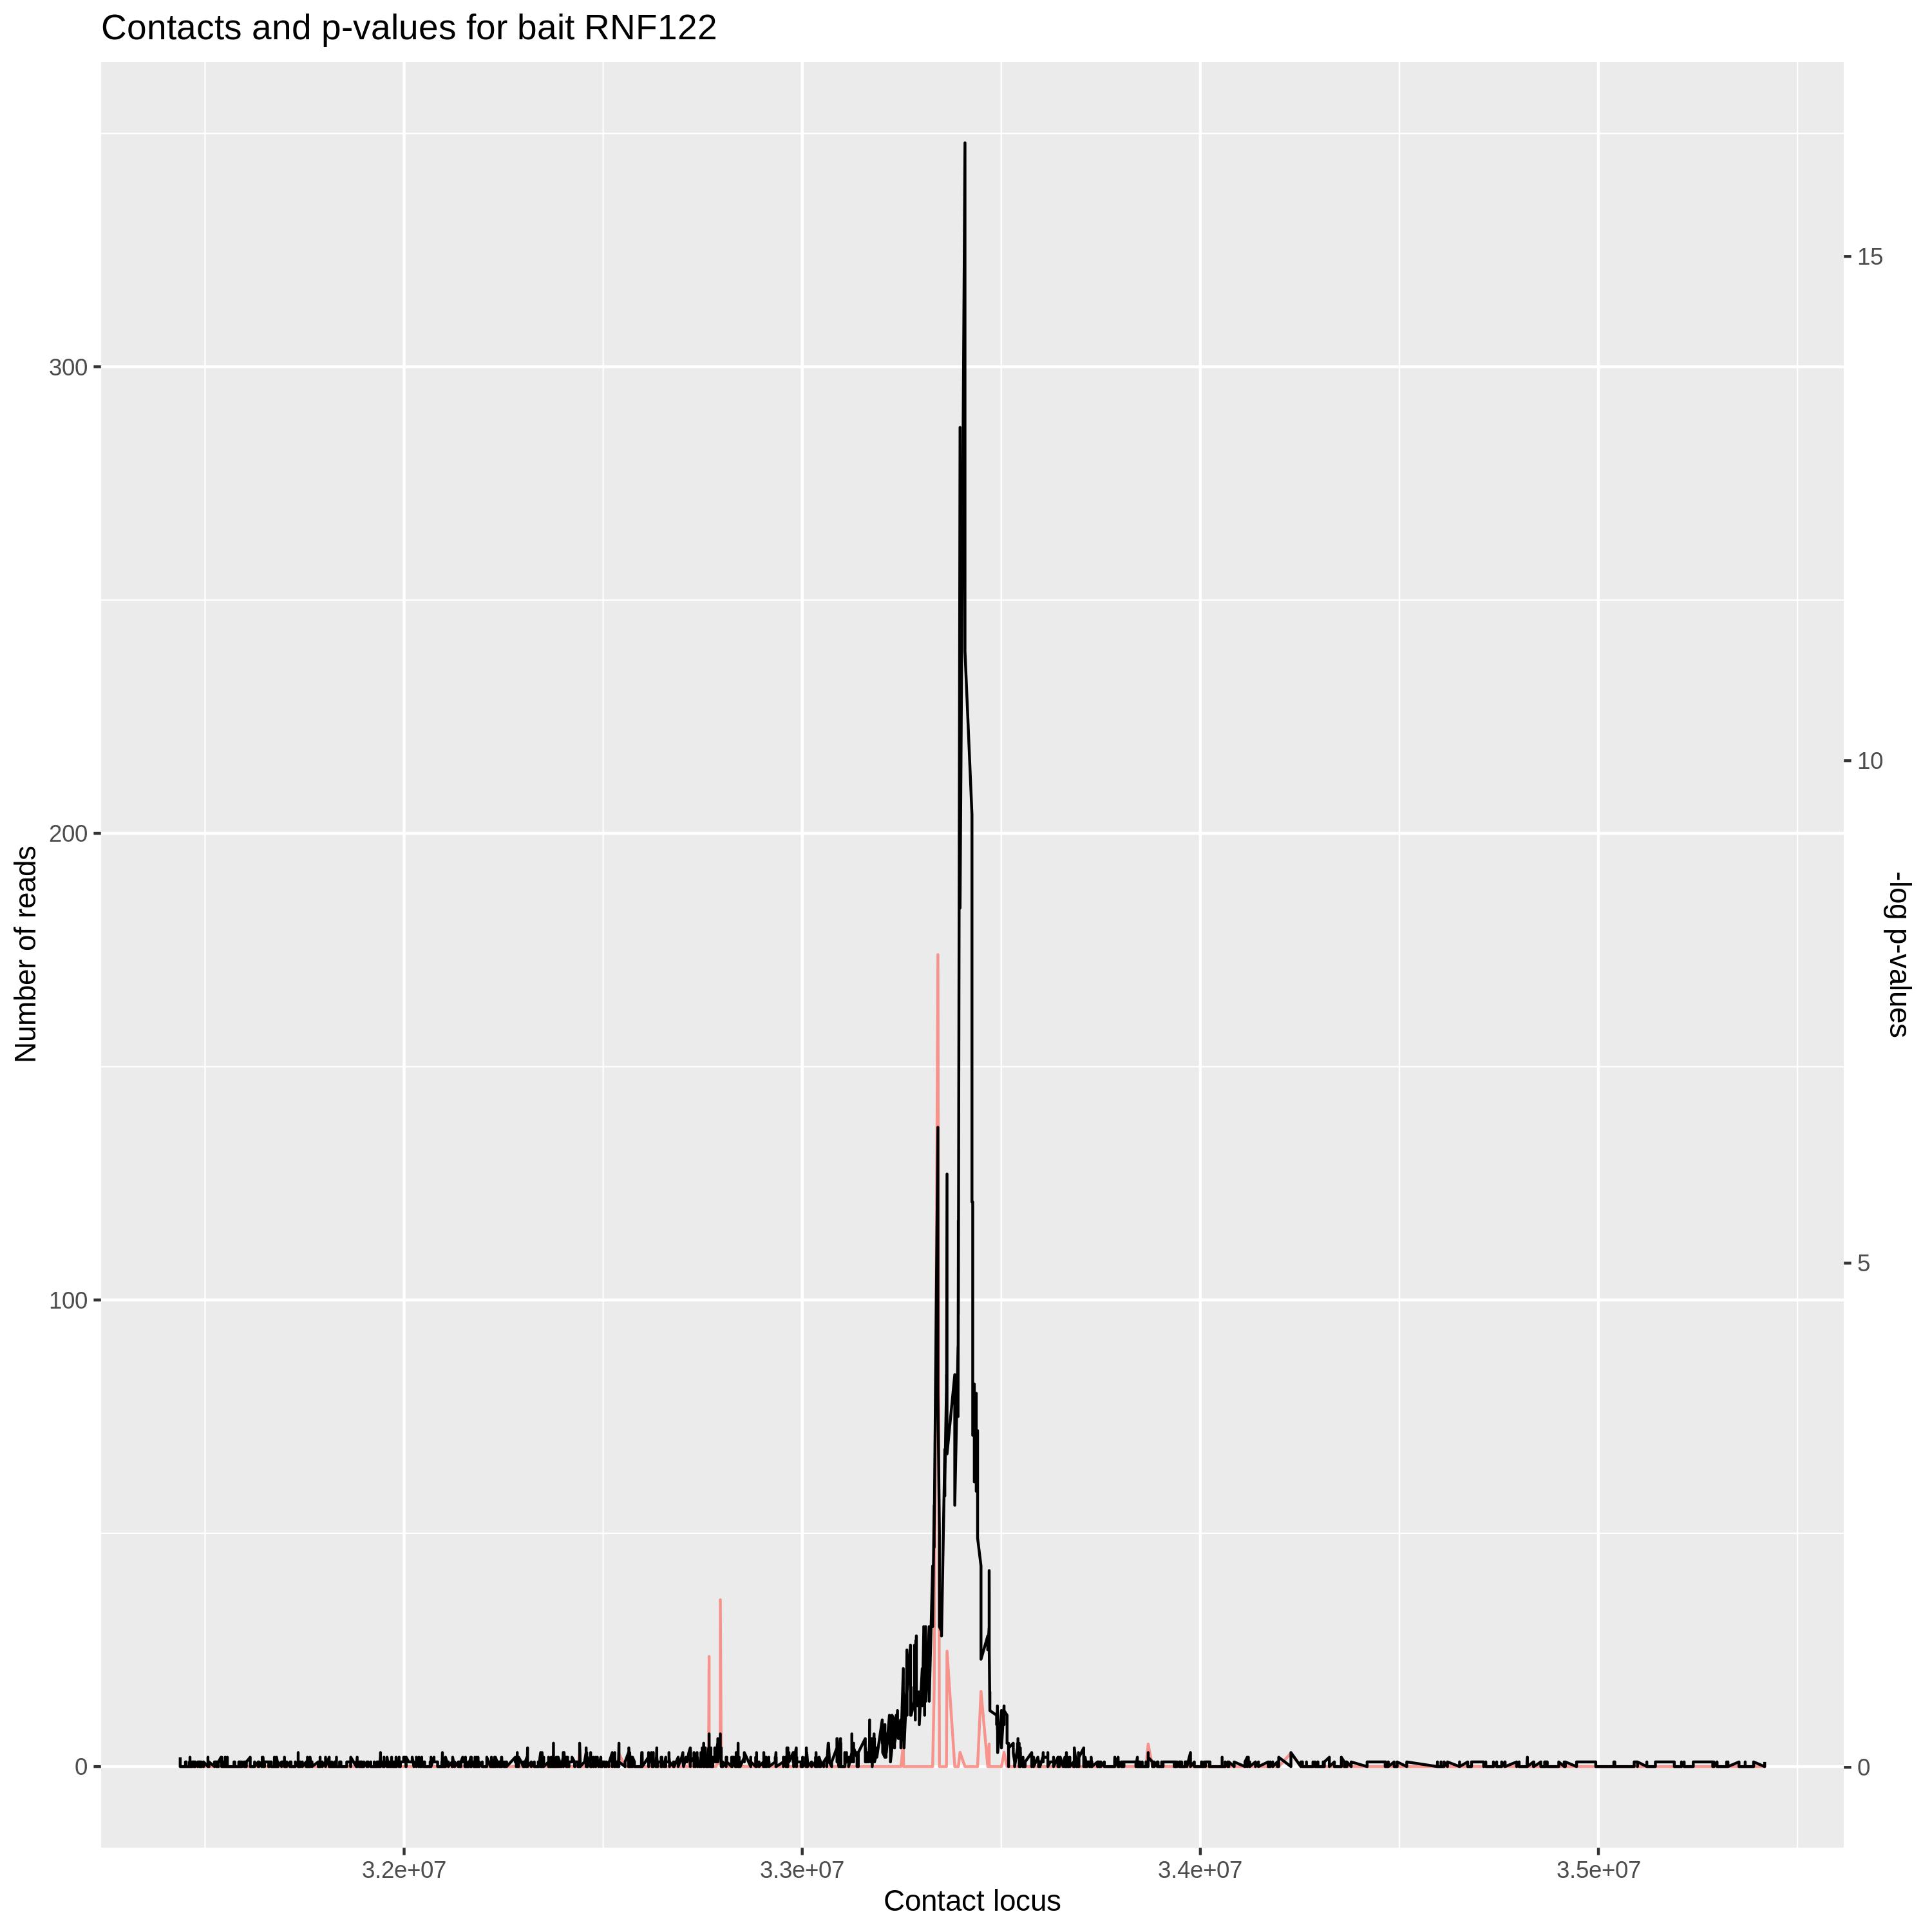 Contacts and p-values for bait RNF122
300
200
100
0
15
10
5
0
Number of reads
-log p-values
3.2e+07
3.3e+07
3.4e+07
3.5e+07
Contact locus